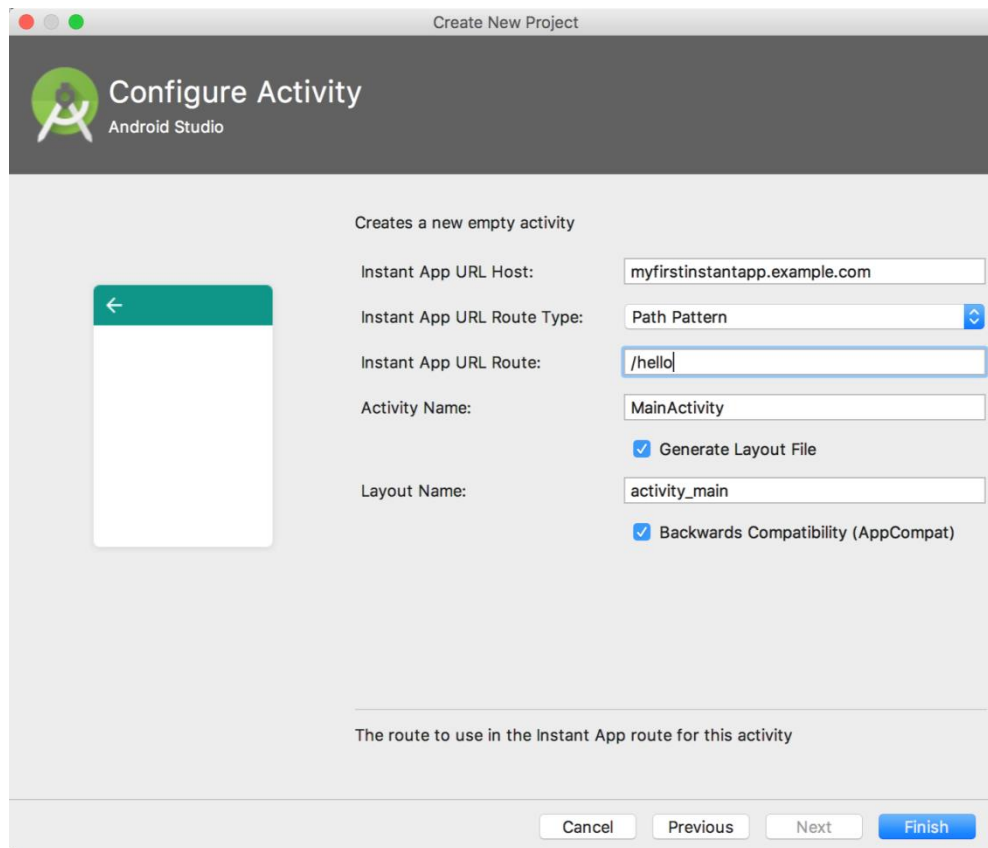 Create New Project
Configure Activity
Android Studio
Creates a new empty activity
Instant App URL Host: myfirstinstantapp.example.com
Instant App URL Route Type: Path Pattern
Instant App URL Route: /hello
Activity Name: MainActivity
Generate Layout File
Layout Name: activity_main
Backwards Compatibility (AppCompat)
The route to use in the Instant App route for this activity
Cancel Previous Next Finish